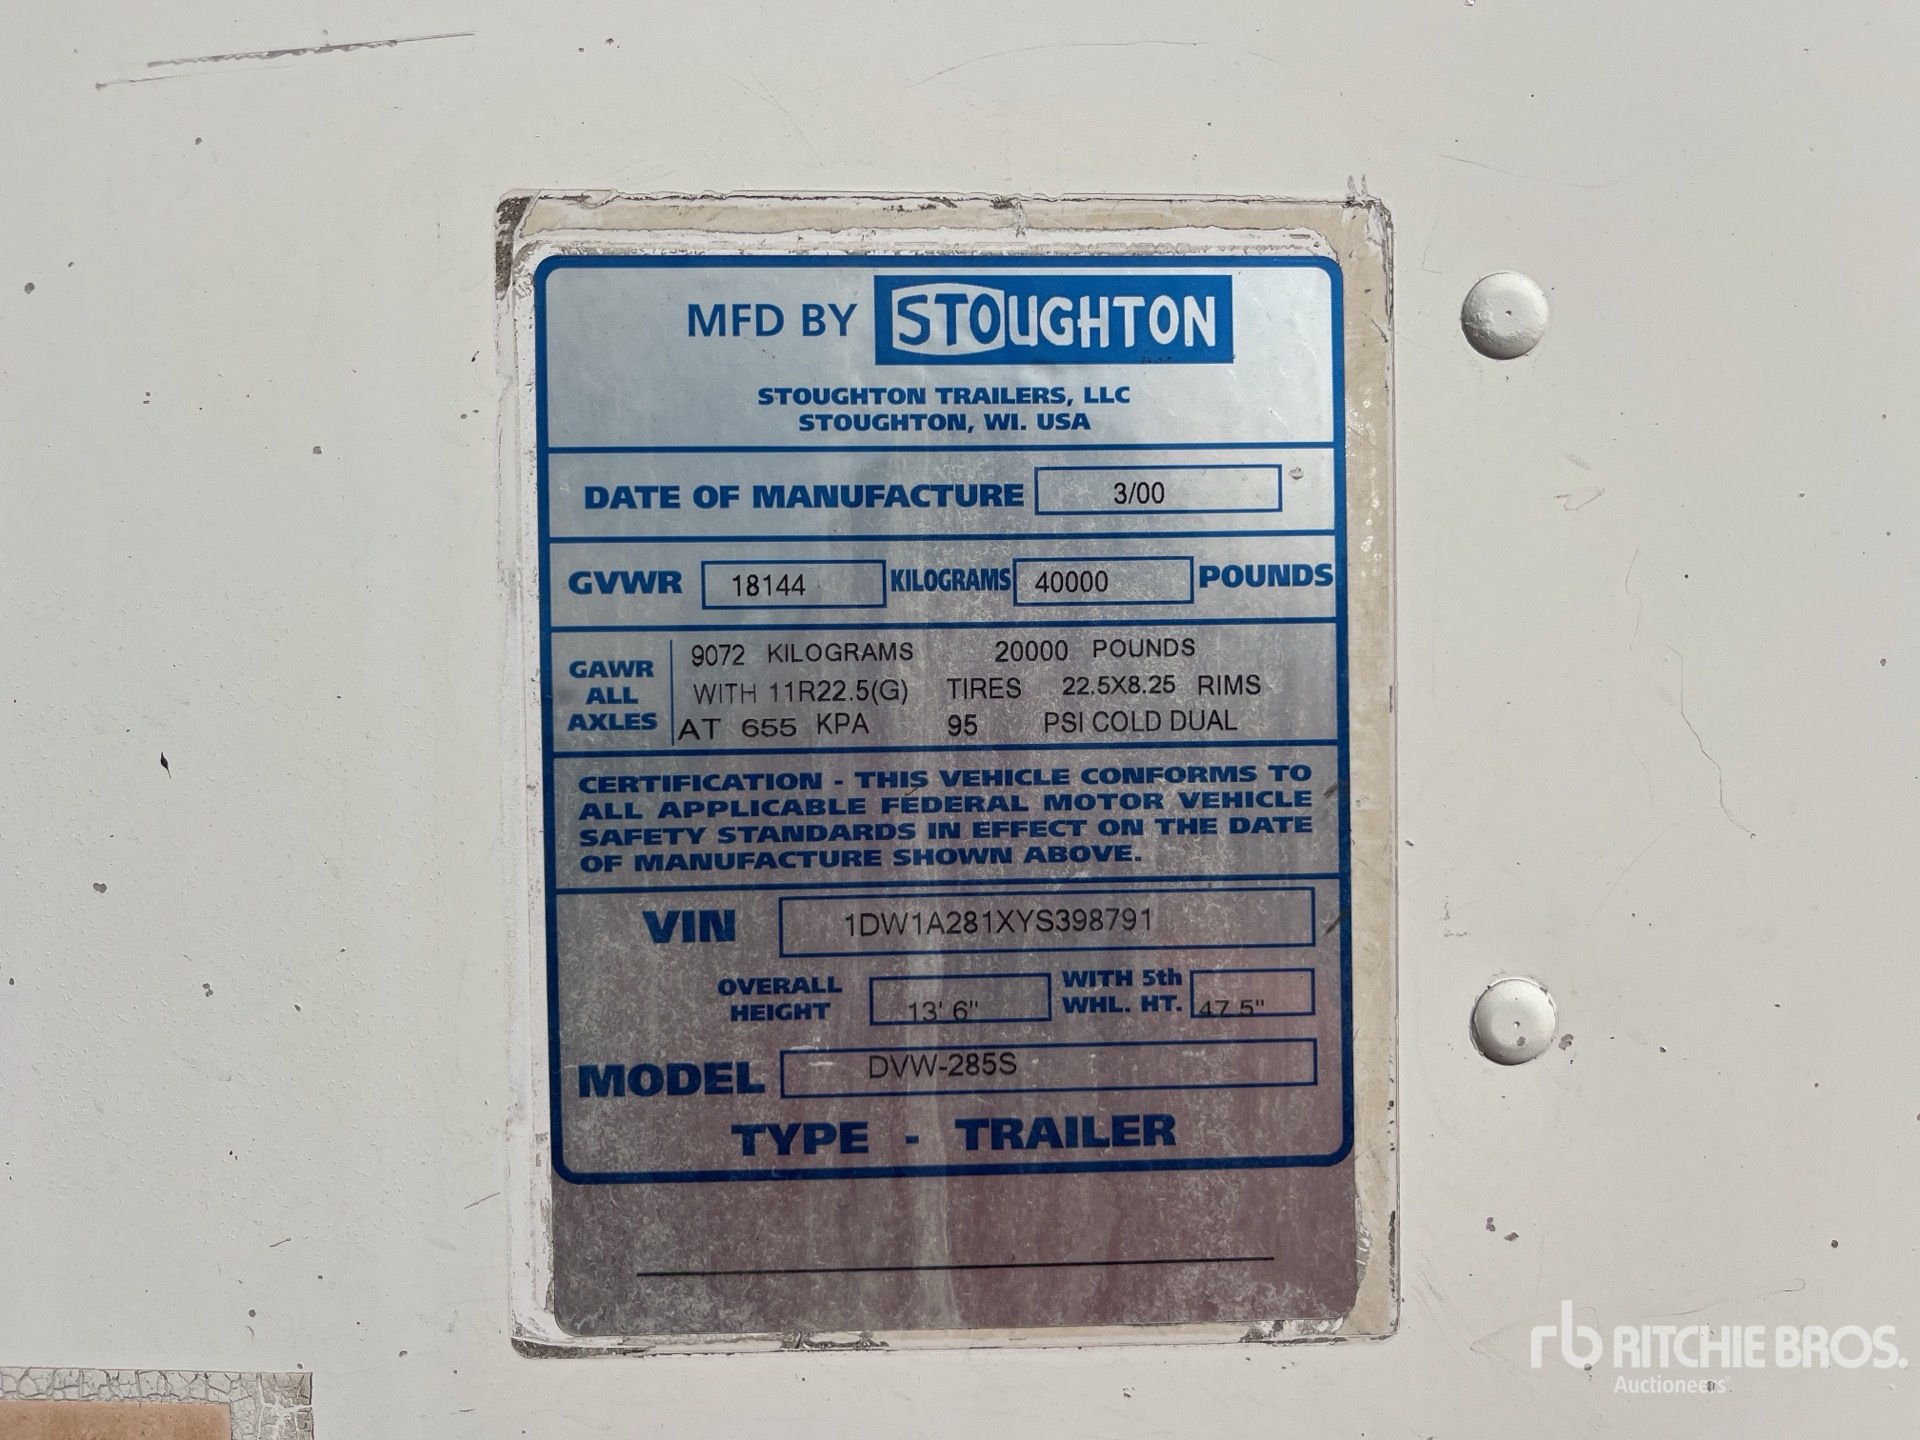 MFD BY STOUGHTON
STOUGHTON TRAILERS, LLC
STOUGHTON, WI. USA
DATE OF MANUFACTURE 3/00
GVWR 18144 KILOGRAMS 40000 POUNDS
GAWR ALL AXLES
9072 KILOGRAMS 20000 POUNDS
WITH 11R22.5(G) TIRES 22.5X8.25 RIMS
AT 655 KPA 95 PSI COLD DUAL
CERTIFICATION - THIS VEHICLE CONFORMS TO
ALL APPLICABLE FEDERAL MOTOR VEHICLE
SAFETY STANDARDS IN EFFECT ON THE DATE
OF MANUFACTURE SHOWN ABOVE.
VIN 1DW1A281XYS398791
OVERALL HEIGHT 13' 6" WITH 5th WHL. HT. 47.5"
MODEL DVW-285S
TYPE - TRAILER
rb RITCHIE BROS.
Auctioneers